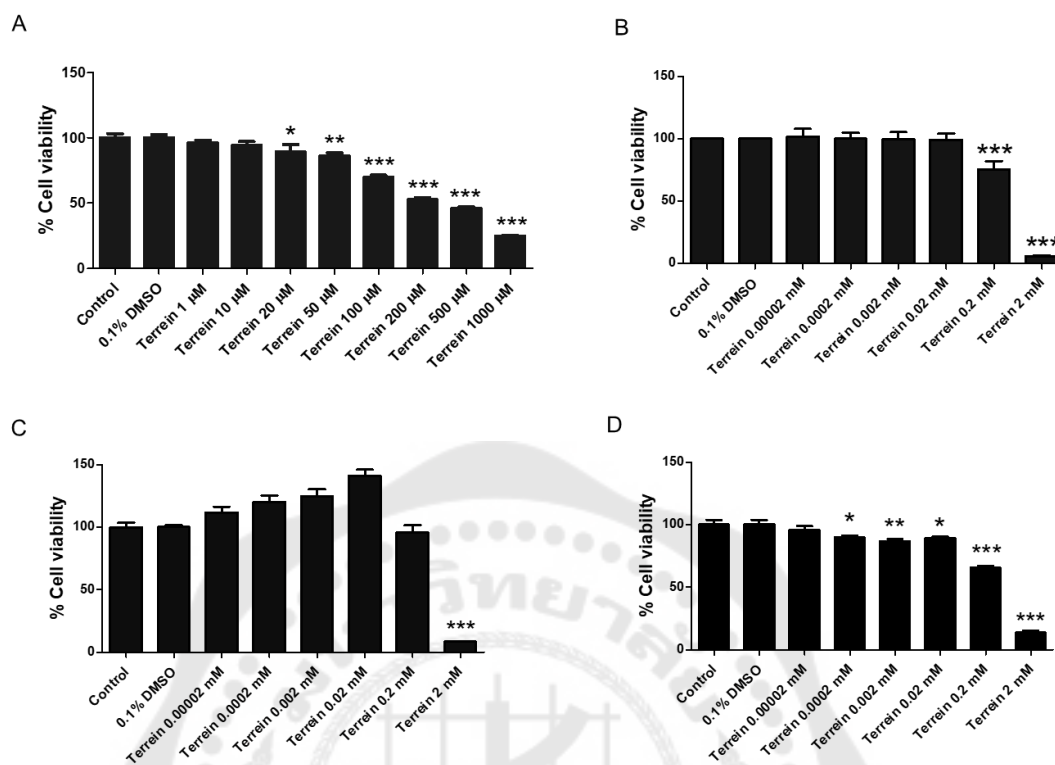 A
% Cell viability
150
100
50
0
*
**
***
***
***
***
Control
0.1% DMSO
Terrein 1 µM
Terrein 10 µM
Terrein 20 µM
Terrein 50 µM
Terrein 100 µM
Terrein 200 µM
Terrein 500 µM
Terrein 1000 µM
B
% Cell viability
150
100
50
0
***
***
Control
0.1% DMSO
Terrein 0.00002 mM
Terrein 0.0002 mM
Terrein 0.002 mM
Terrein 0.02 mM
Terrein 0.2 mM
Terrein 2 mM
C
% Cell viability
150
100
50
0
***
Control
0.1% DMSO
Terrein 0.00002 mM
Terrein 0.0002 mM
Terrein 0.002 mM
Terrein 0.02 mM
Terrein 0.2 mM
Terrein 2 mM
D
% Cell viability
150
100
50
0
*
**
*
***
***
Control
0.1% DMSO
Terrein 0.00002 mM
Terrein 0.0002 mM
Terrein 0.002 mM
Terrein 0.02 mM
Terrein 0.2 mM
Terrein 2 mM